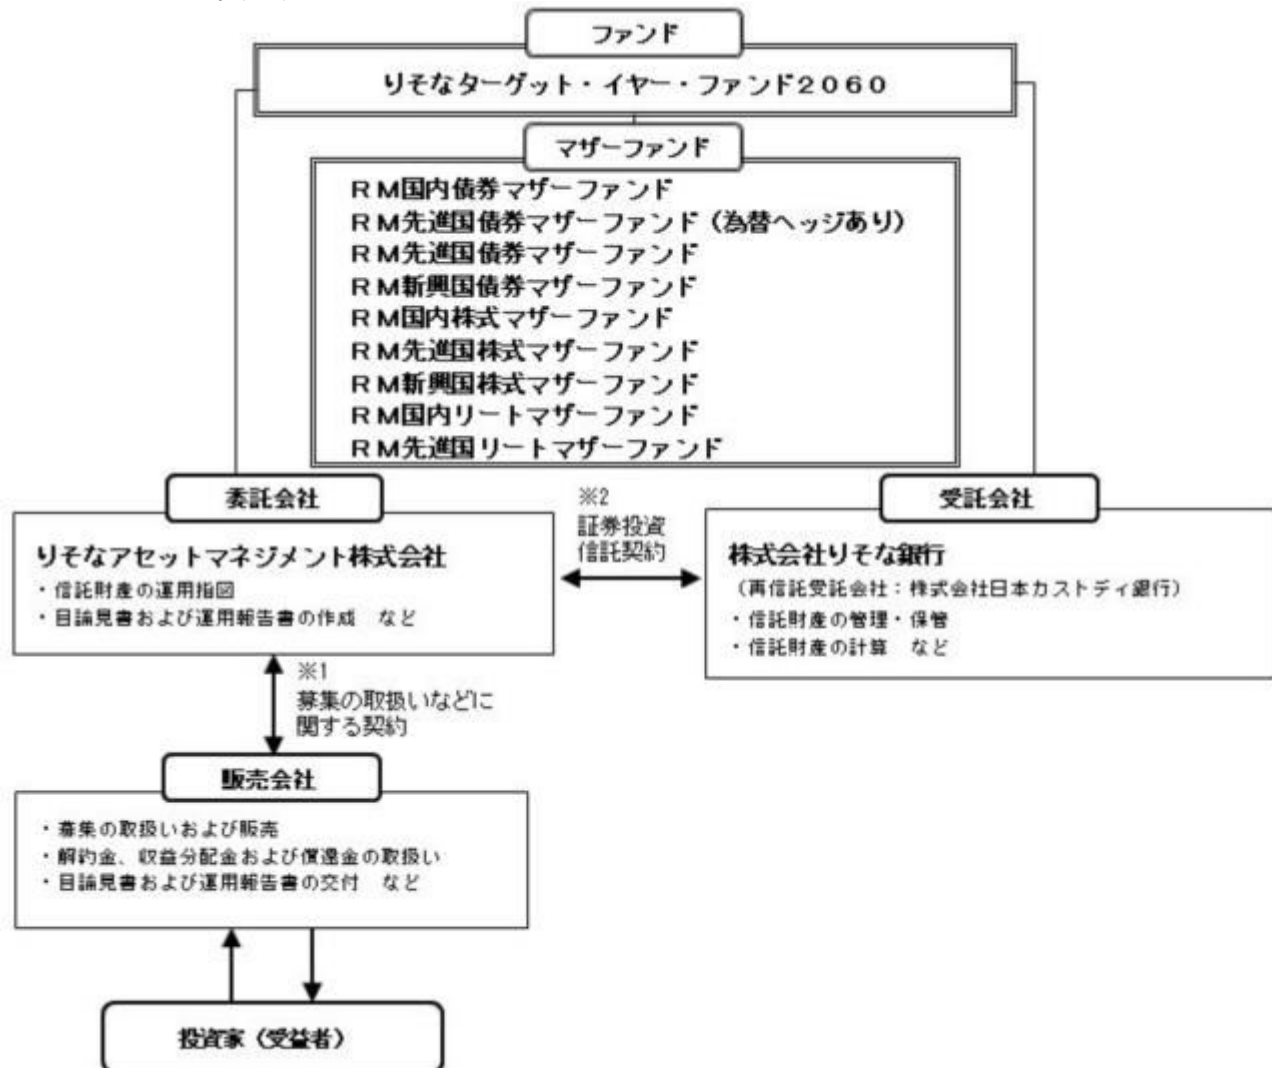 ファンド
りそなターゲット・イヤー・ファンド2060
マザーファンド
RM国内債券マザーファンド
RM先進国債券マザーファンド(為替ヘッジあり)
RM先進国債券マザーファンド
RM新興国債券マザーファンド
RM国内株式マザーファンド
RM先進国株式マザーファンド
RM新興国株式マザーファンド
RM国内リートマザーファンド
RM先進国リートマザーファンド
委託会社
りそなアセットマネジメント株式会社
・信託財産の運用指図
・目論見書および運用報告書の作成 など
※2
証券投資
信託契約
受託会社
株式会社りそな銀行
(再信託受託会社:株式会社日本カストディ銀行)
・信託財産の管理・保管
・信託財産の計算 など
※1
募集の取扱いなどに
関する契約
販売会社
・募集の取扱いおよび販売
・解約金、収益分配金および償還金の取扱い
・目論見書および運用報告書の交付 など
投資家(受益者)